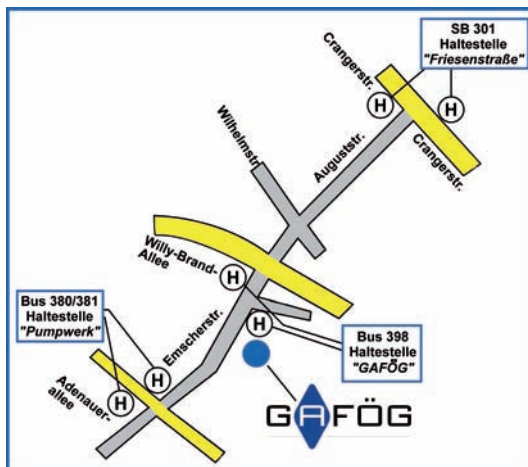 SB 301
Haltestelle
"Friesenstraße"
Crangerstr.
H
H
Wilhelmstr.
Auguststr.
Crangerstr.
Willy-Brand-
Allee
H
Bus 380/381
Haltestelle
"Pumpwerk"
Emscherstr.
H
Bus 398
Haltestelle
"GAFÖG"
H
Adenauer-
allee
H
GAFÖG